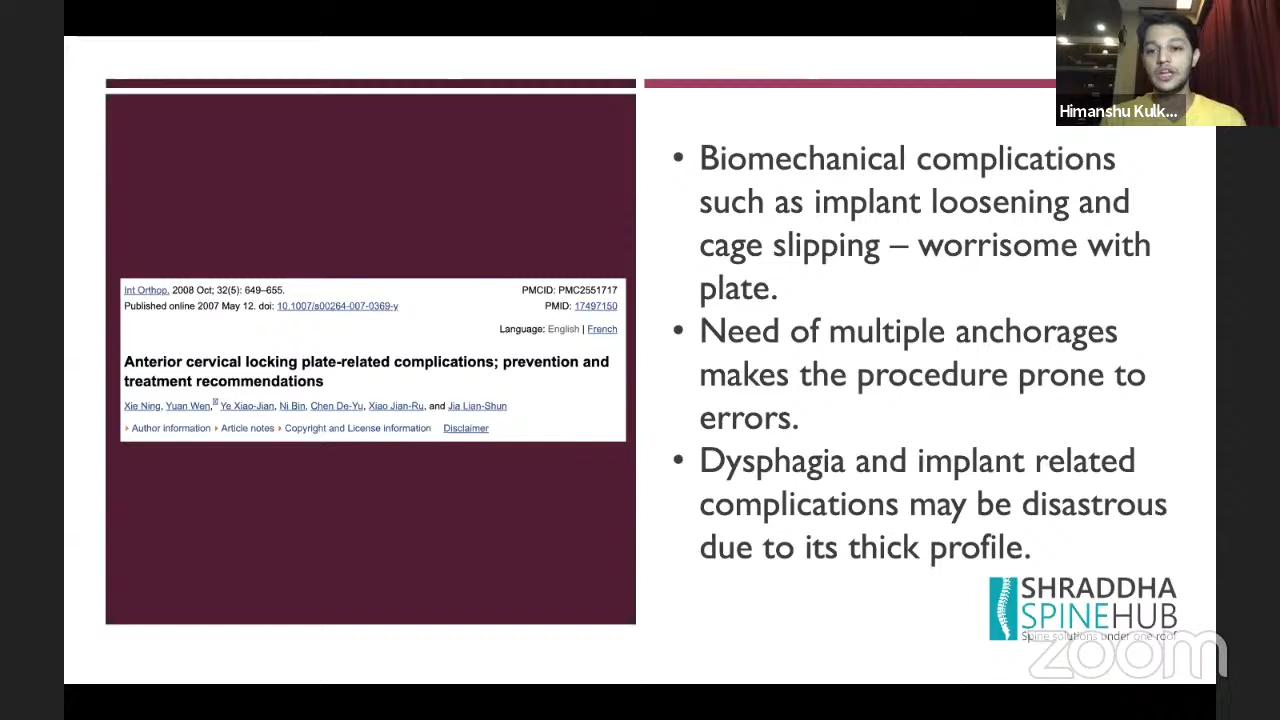 Himanshu Kulk...
Int Orthop, 2008 Oct; 32(5): 649–655.
PMCID: PMC2551717
Published online 2007 May 12. doi: 10.1007/s00264-007-0369-y
PMID: 17497150
Language: English | French
Anterior cervical locking plate-related complications; prevention and
treatment recommendations
Xie Ning, Yuan Wen, Ye Xiao-Jian, Ni Bin, Chen De-Yu, Xiao Jian-Ru, and Jia Lian-Shun
Author information Article notes Copyright and License information Disclaimer
• Biomechanical complications
such as implant loosening and
cage slipping – worrisome with
plate.
• Need of multiple anchorages
makes the procedure prone to
errors.
• Dysphagia and implant related
complications may be disastrous
due to its thick profile.
SHRADDHA
SPINEHUB
Spine solutions under one roof
zoom